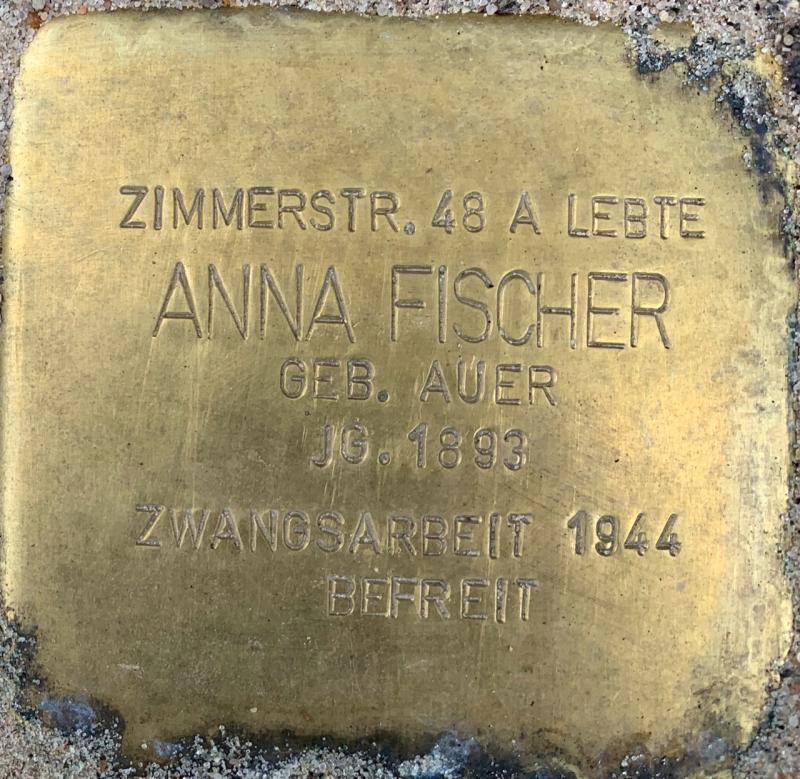 ZIMMERSTR. 48 A LEBTE
ANNA FISCHER
GEB. AUER
JG. 1893
ZWANGSARBEIT 1944
BEFREIT